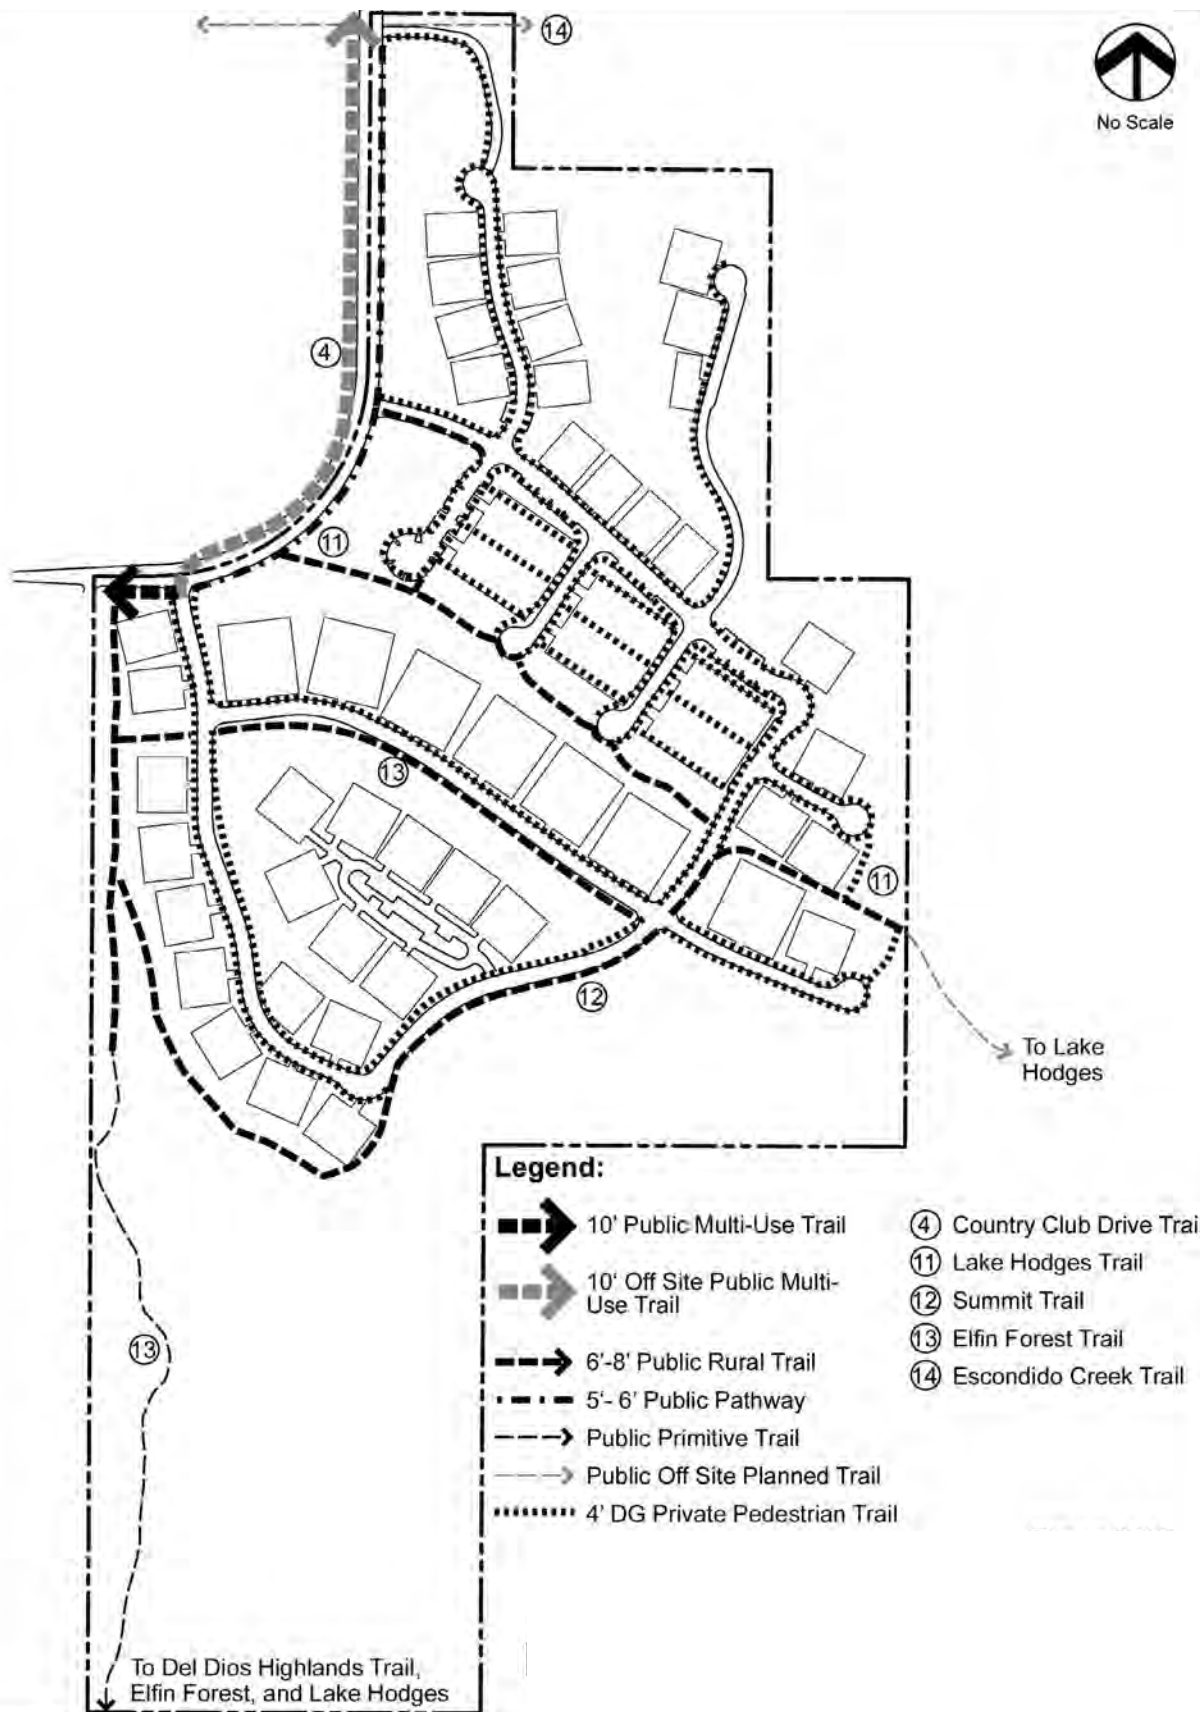 14
No Scale
4
11
13
11
12
To Lake
Hodges
13
To Del Dios Highlands Trail,
Elfin Forest, and Lake Hodges
Legend:
10' Public Multi-Use Trail
10' Off Site Public Multi-
Use Trail
6'-8' Public Rural Trail
5'- 6' Public Pathway
Public Primitive Trail
Public Off Site Planned Trail
4' DG Private Pedestrian Trail
4 Country Club Drive Trai
11 Lake Hodges Trail
12 Summit Trail
13 Elfin Forest Trail
14 Escondido Creek Trail